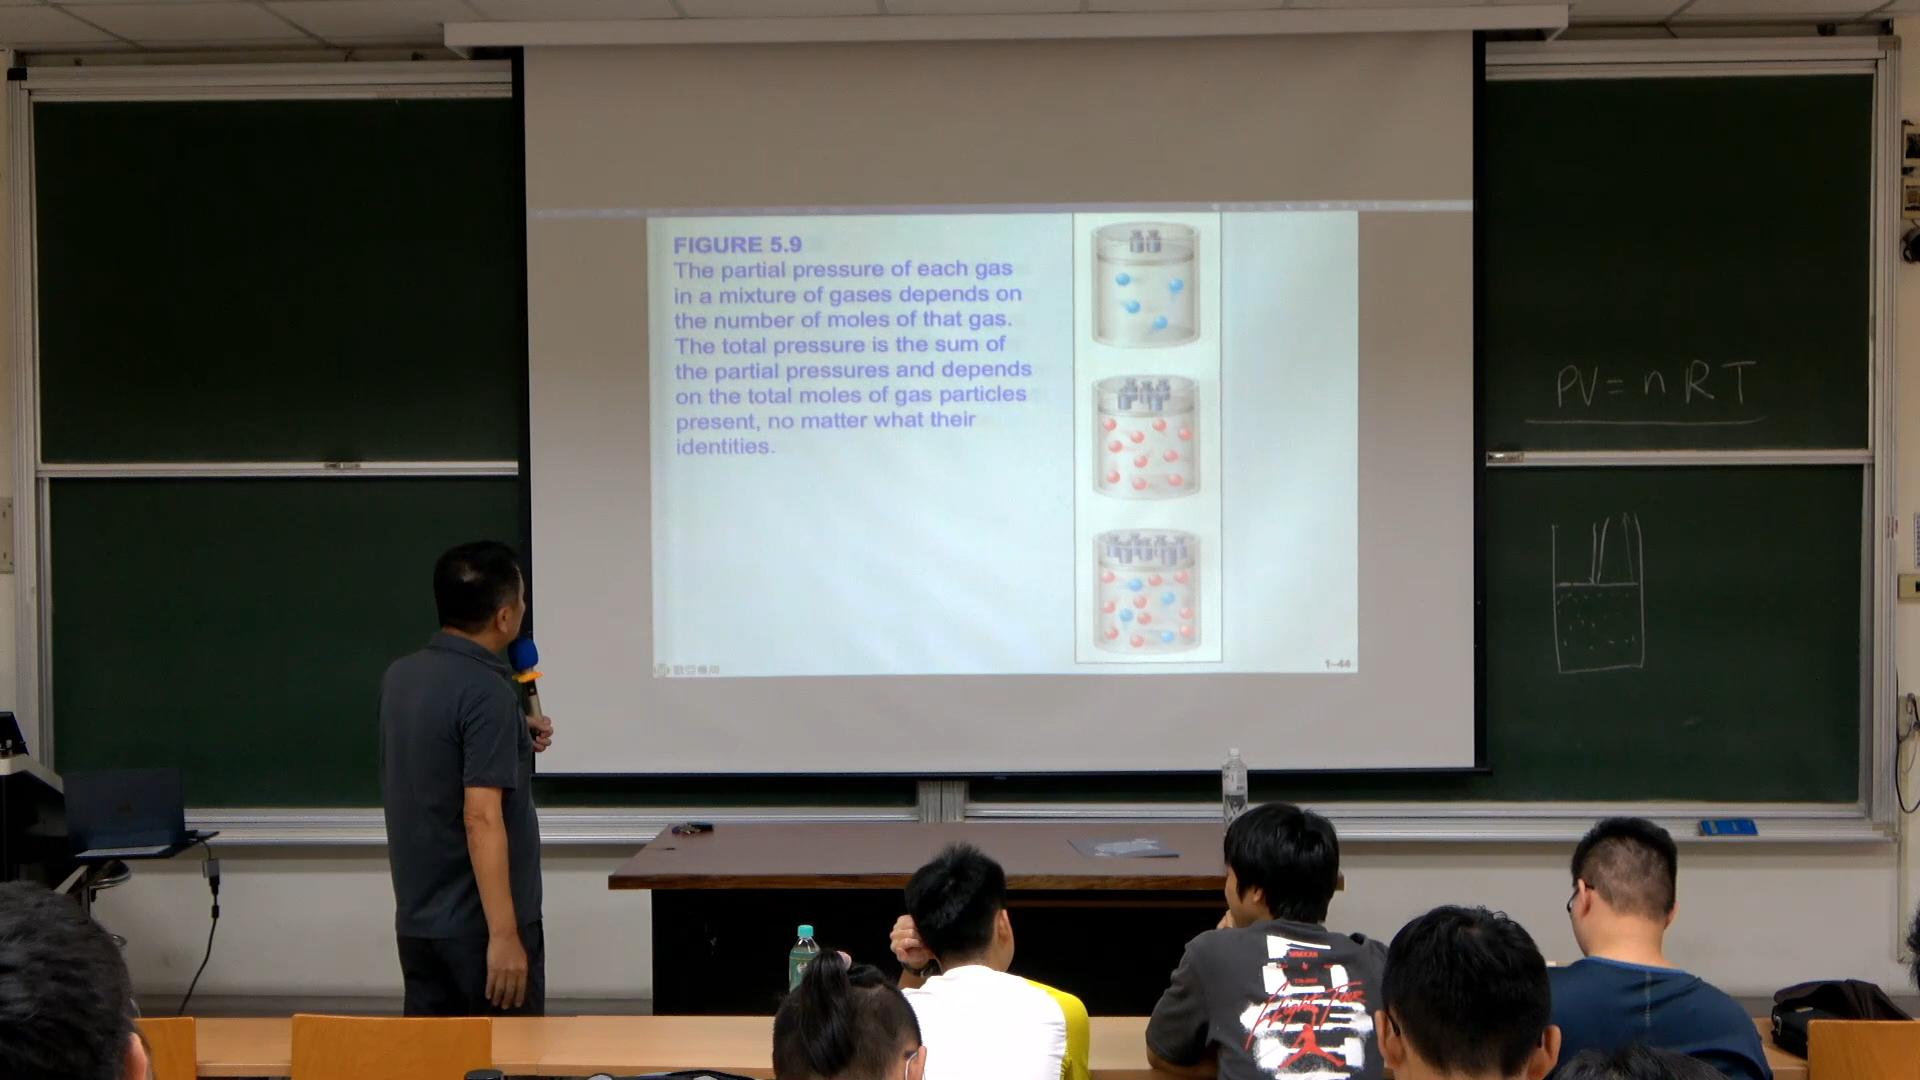 FIGURE 5.9
The partial pressure of each gas
in a mixture of gases depends on
the number of moles of that gas.
The total pressure is the sum of
the partial pressures and depends
on the total moles of gas particles
present, no matter what their
identities.
1-44
PV = nRT
Flight Tour